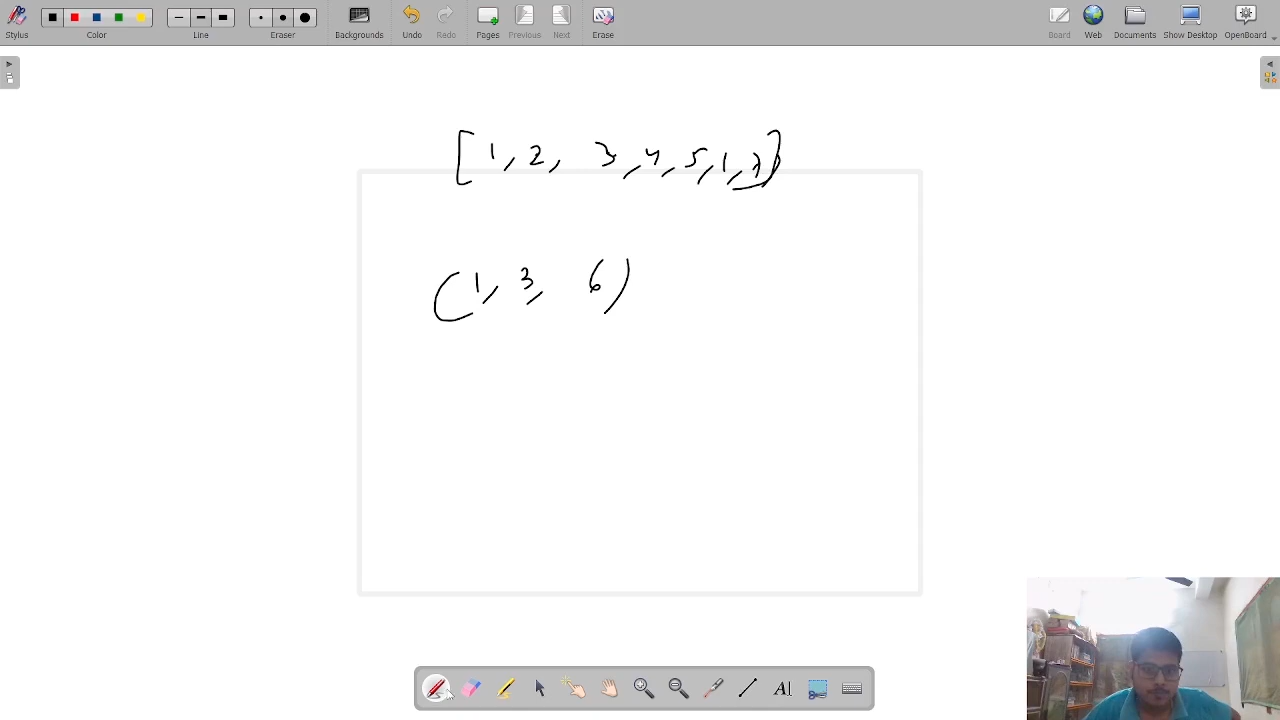 Stylus
Color
Line
Eraser
Backgrounds
Undo
Redo
Pages
Previous
Next
Erase
Board
Web
Documents
Show Desktop
OpenBoard
[1, 2, 3, 4, 5, 1, 7]
(1, 3, 6)